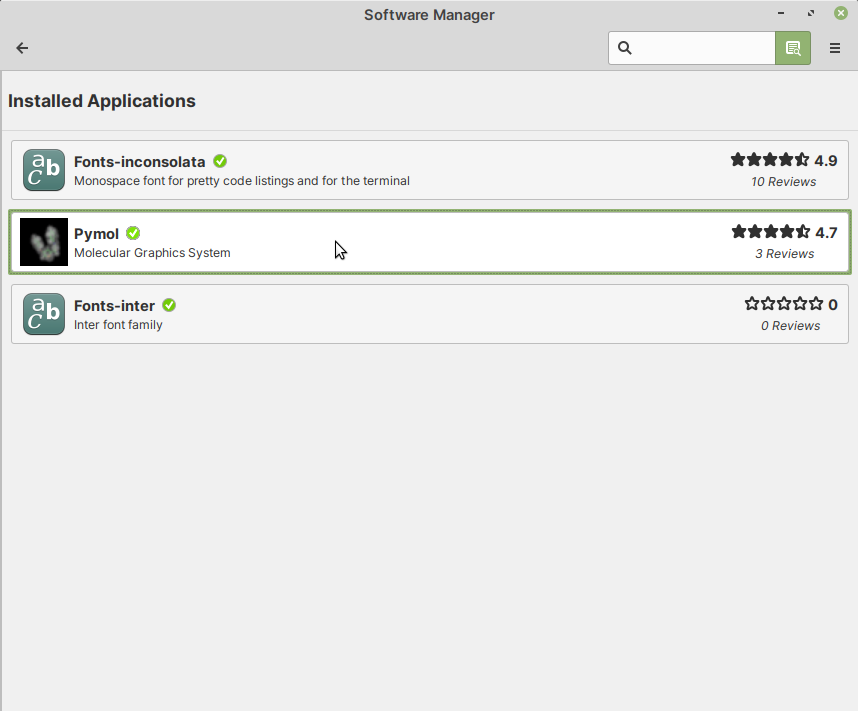 Software Manager
Installed Applications
Fonts-inconsolata
4.9
Monospace font for pretty code listings and for the terminal
10 Reviews
Pymol
4.7
Molecular Graphics System
3 Reviews
Fonts-inter
0
Inter font family
0 Reviews